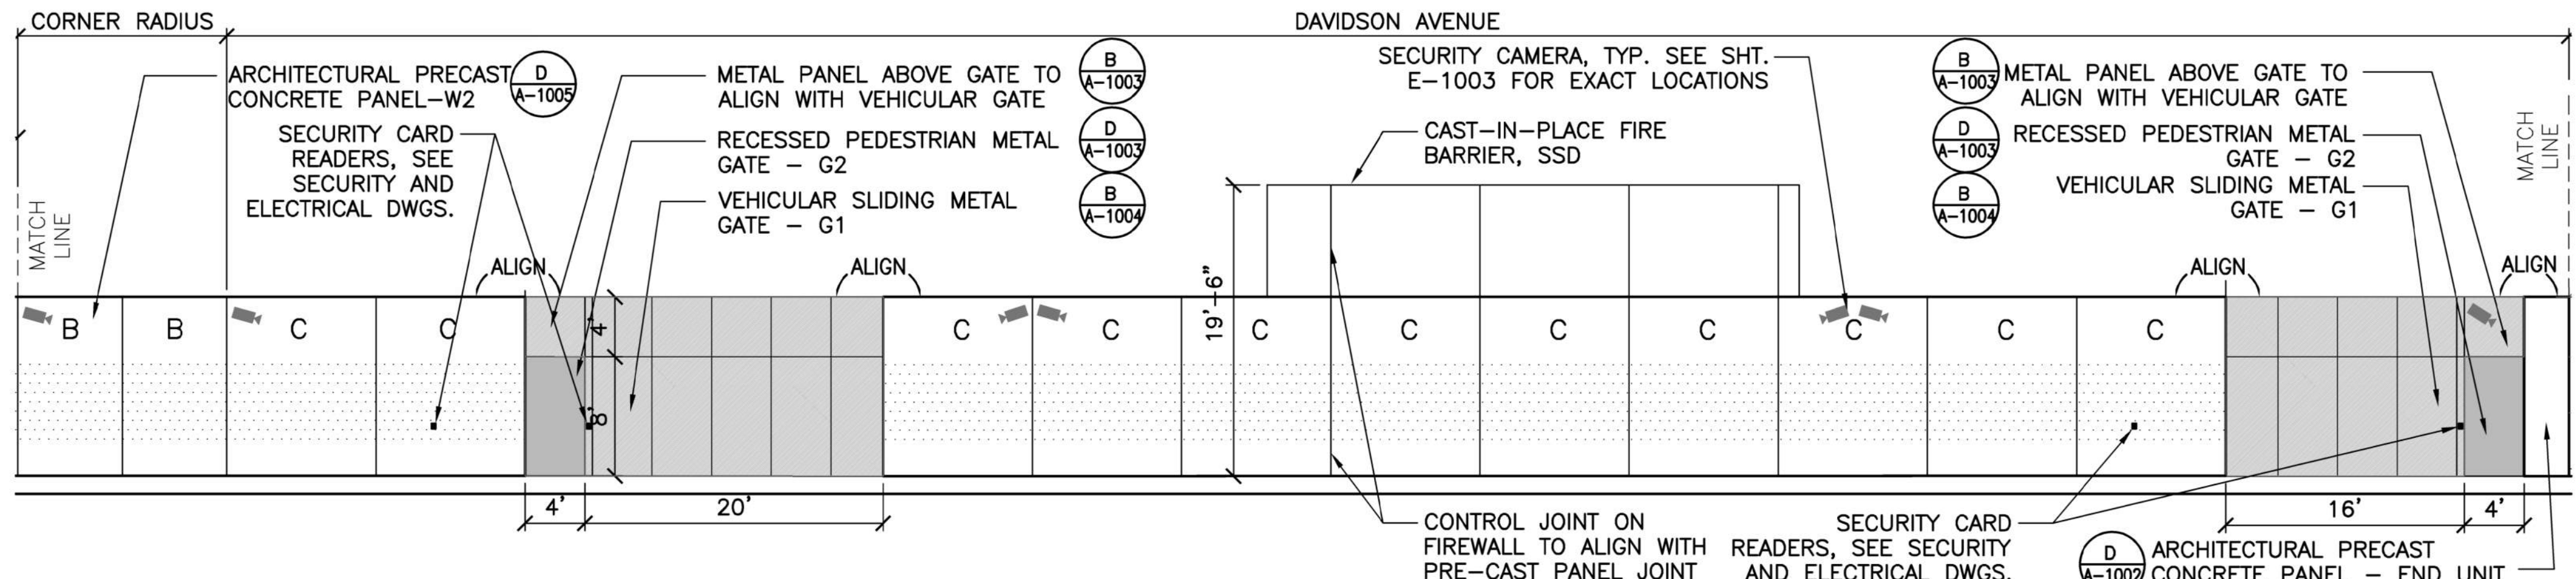 CORNER RADIUS
DAVIDSON AVENUE
ARCHITECTURAL PRECAST
CONCRETE PANEL-W2
D
A-1005
SECURITY CARD
READERS, SEE
SECURITY AND
ELECTRICAL DWGS.
METAL PANEL ABOVE GATE TO
ALIGN WITH VEHICULAR GATE
B
A-1003
RECESSED PEDESTRIAN METAL
GATE - G2
D
A-1003
VEHICULAR SLIDING METAL
GATE - G1
B
A-1004
SECURITY CAMERA, TYP. SEE SHT.
E-1003 FOR EXACT LOCATIONS
CAST-IN-PLACE FIRE
BARRIER, SSD
B
A-1003
METAL PANEL ABOVE GATE TO
ALIGN WITH VEHICULAR GATE
D
A-1003
RECESSED PEDESTRIAN METAL
GATE - G2
B
A-1004
VEHICULAR SLIDING METAL
GATE - G1
MATCH
LINE
MATCH
LINE
ALIGN
ALIGN
ALIGN
ALIGN
B
B
C
C
4'
8'
C
C
19'-6"
C
C
C
C
C
C
C
4'
20'
16'
4'
CONTROL JOINT ON
FIREWALL TO ALIGN WITH
PRE-CAST PANEL JOINT
SECURITY CARD
READERS, SEE SECURITY
AND ELECTRICAL DWGS.
D
A-1002
ARCHITECTURAL PRECAST
CONCRETE PANEL - END UNIT